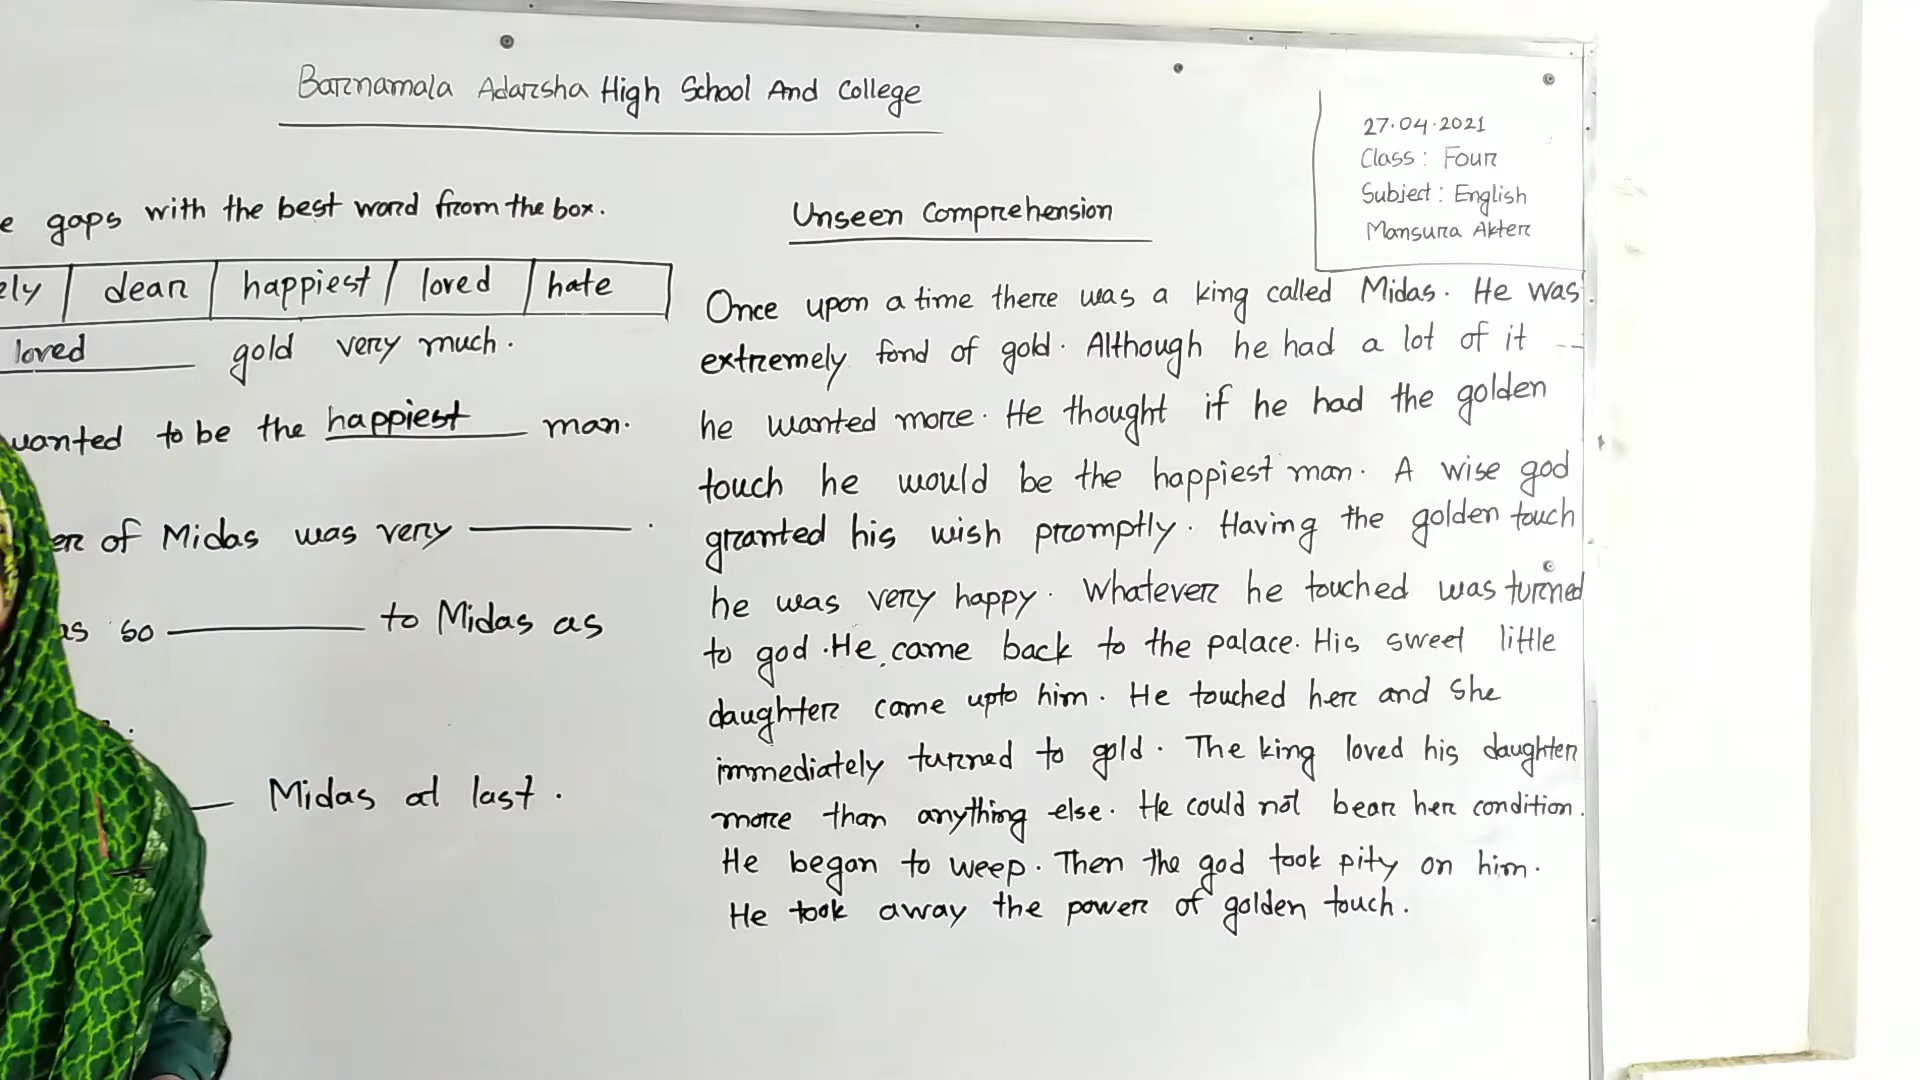 Barnamala Adarsha High School And College
27.04.2021
Class : Four
Subject : English
Mansura Akter
e gaps with the best word from the box.
ely | dear | happiest | loved | hate
loved gold very much.
wanted to be the happiest man.
er of Midas was very ______ .
as so ______ to Midas as
__ Midas at last.
Unseen Comprehension
Once upon a time there was a king called Midas. He was
extremely fond of gold. Although he had a lot of it
he wanted more. He thought if he had the golden
touch he would be the happiest man. A wise god
granted his wish promptly. Having the golden touch
he was very happy. Whatever he touched was turned
to god. He came back to the palace. His sweet little
daughter came upto him. He touched her and she
immediately turned to gold. The king loved his daughter
more than anything else. He could not bear her condition.
He began to weep. Then the god took pity on him.
He took away the power of golden touch.